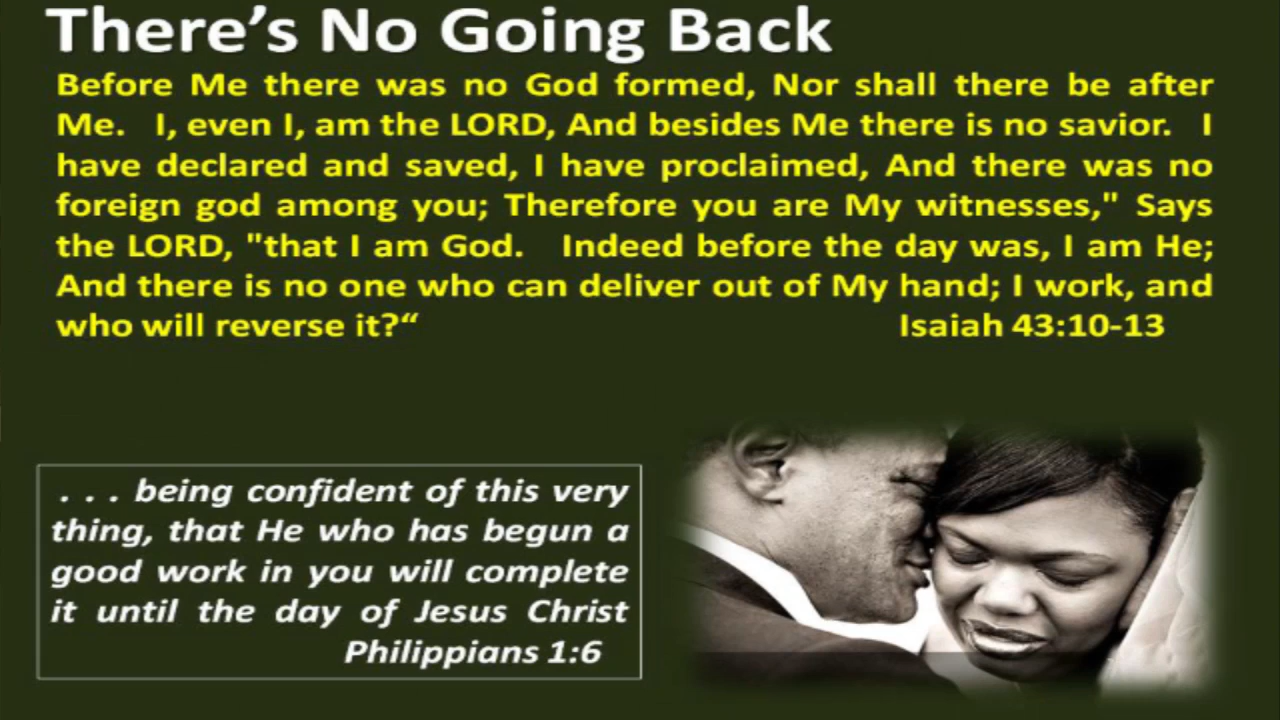 There’s No Going Back
Before Me there was no God formed, Nor shall there be after
Me. I, even I, am the LORD, And besides Me there is no savior. I
have declared and saved, I have proclaimed, And there was no
foreign god among you; Therefore you are My witnesses," Says
the LORD, "that I am God. Indeed before the day was, I am He;
And there is no one who can deliver out of My hand; I work, and
who will reverse it?“ Isaiah 43:10-13
. . . being confident of this very
thing, that He who has begun a
good work in you will complete
it until the day of Jesus Christ
Philippians 1:6